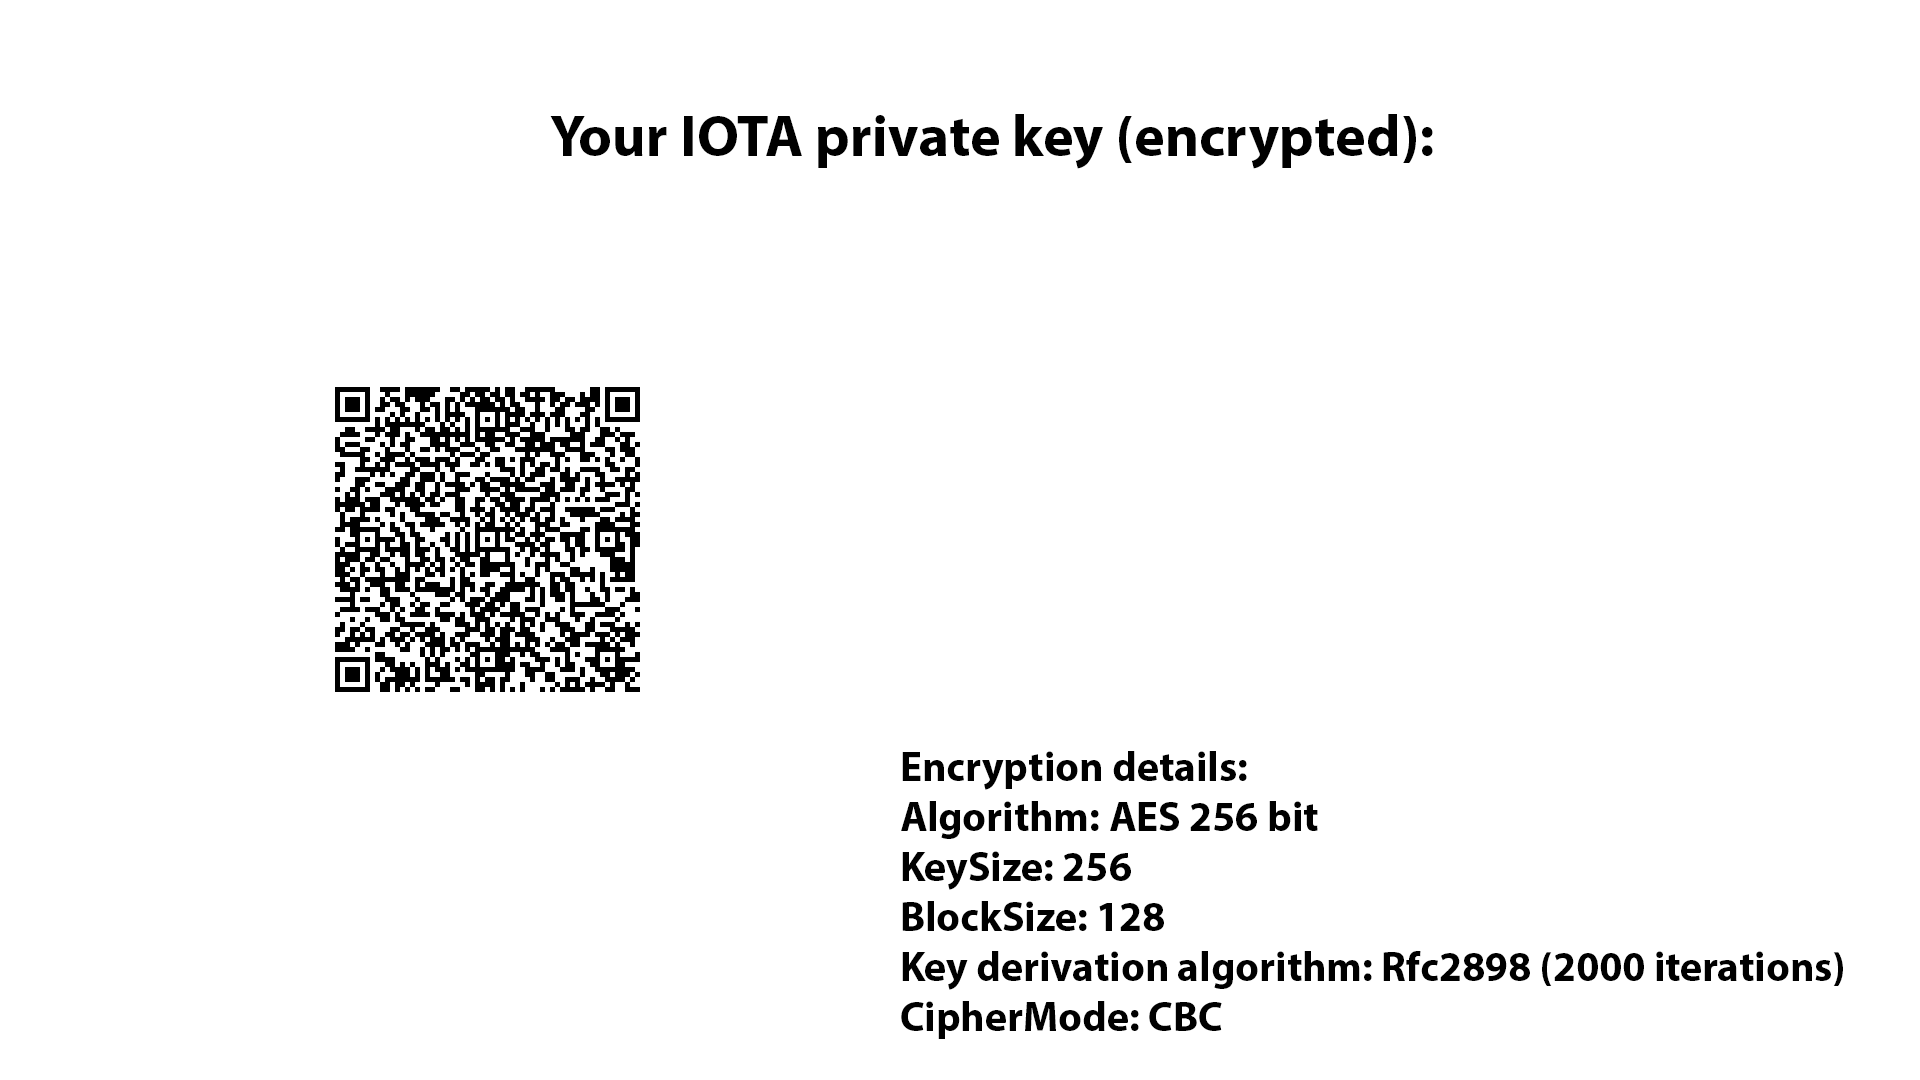 Your IOTA private key (encrypted):
Encryption details:
Algorithm: AES 256 bit
KeySize: 256
BlockSize: 128
Key derivation algorithm: Rfc2898 (2000 iterations)
CipherMode: CBC